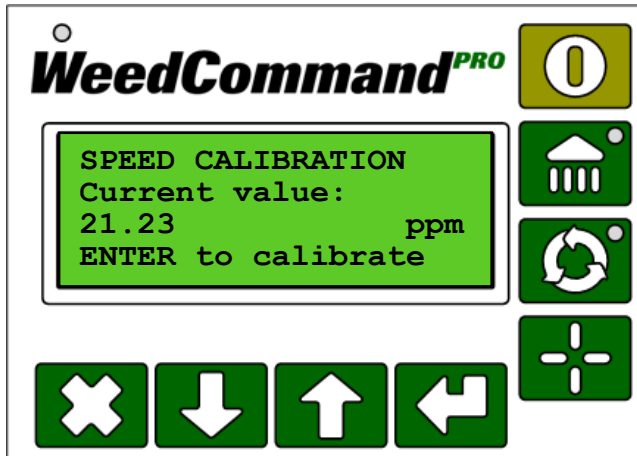 WeedCommand PRO
SPEED CALIBRATION
Current value:
21.23 ppm
ENTER to calibrate